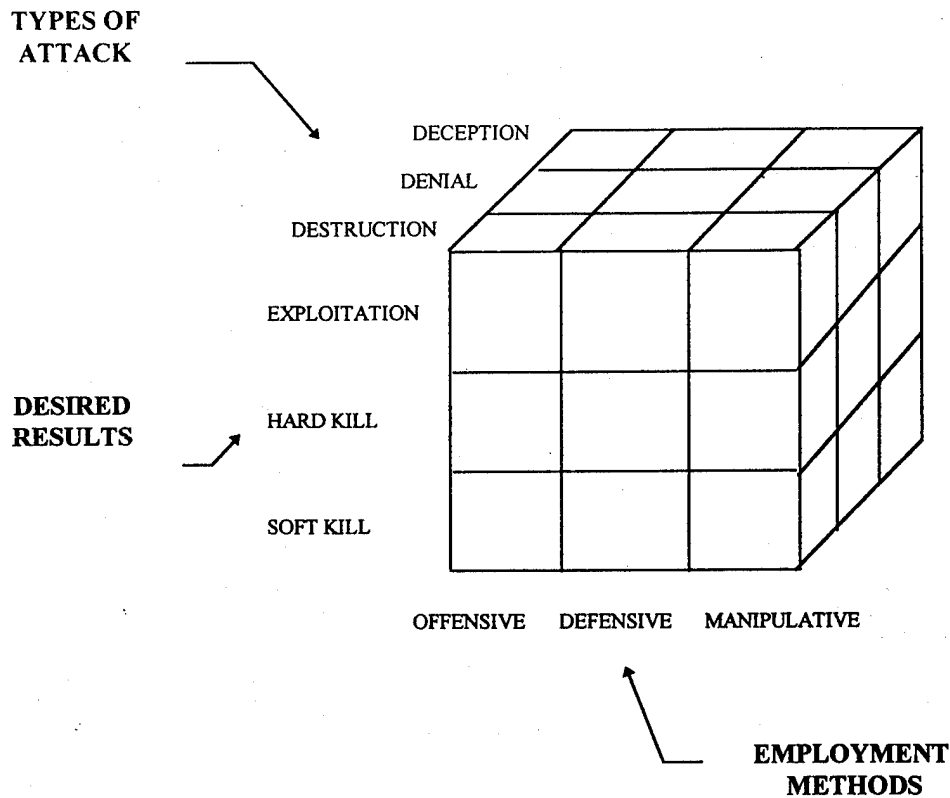 TYPES OF
ATTACK
DECEPTION
DENIAL
DESTRUCTION
EXPLOITATION
DESIRED
RESULTS
HARD KILL
SOFT KILL
OFFENSIVE DEFENSIVE MANIPULATIVE
EMPLOYMENT
METHODS